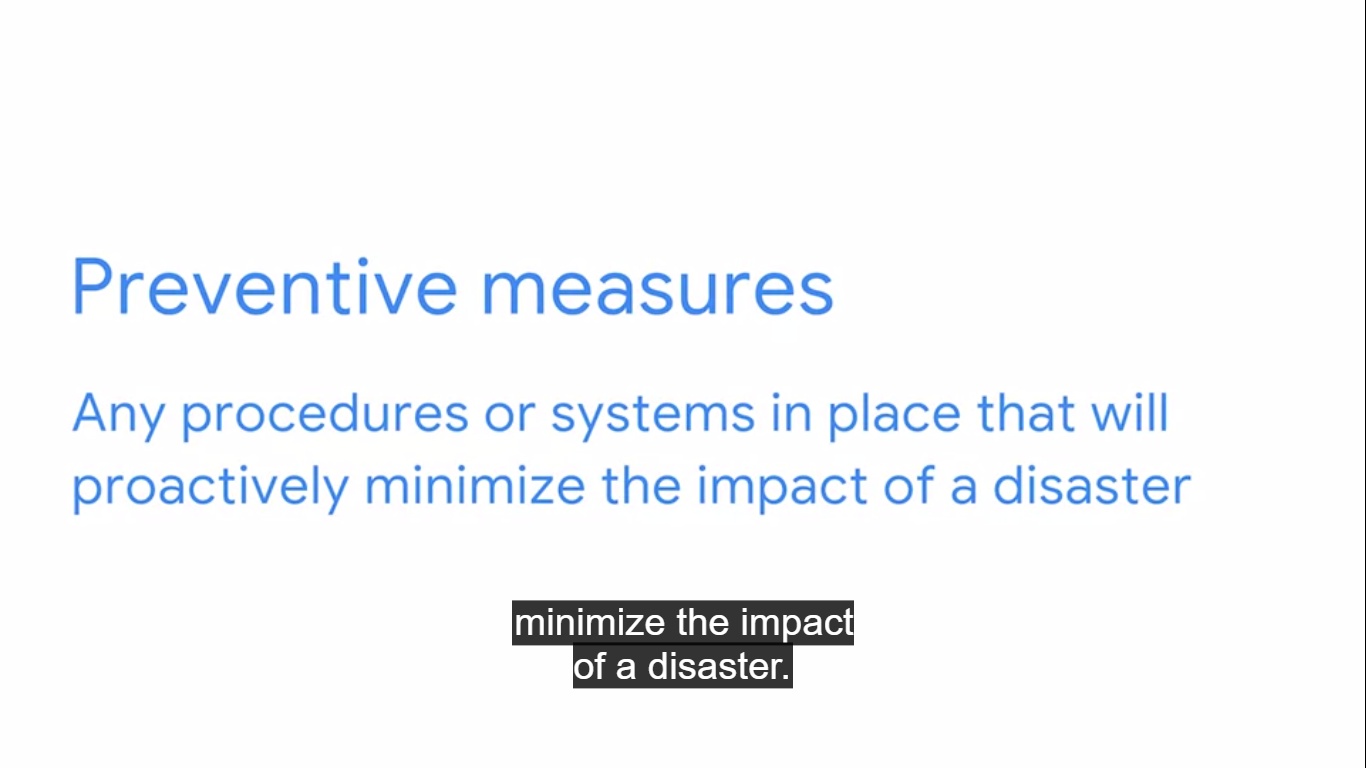 Preventive measures
Any procedures or systems in place that will
proactively minimize the impact of a disaster
minimize the impact
of a disaster.